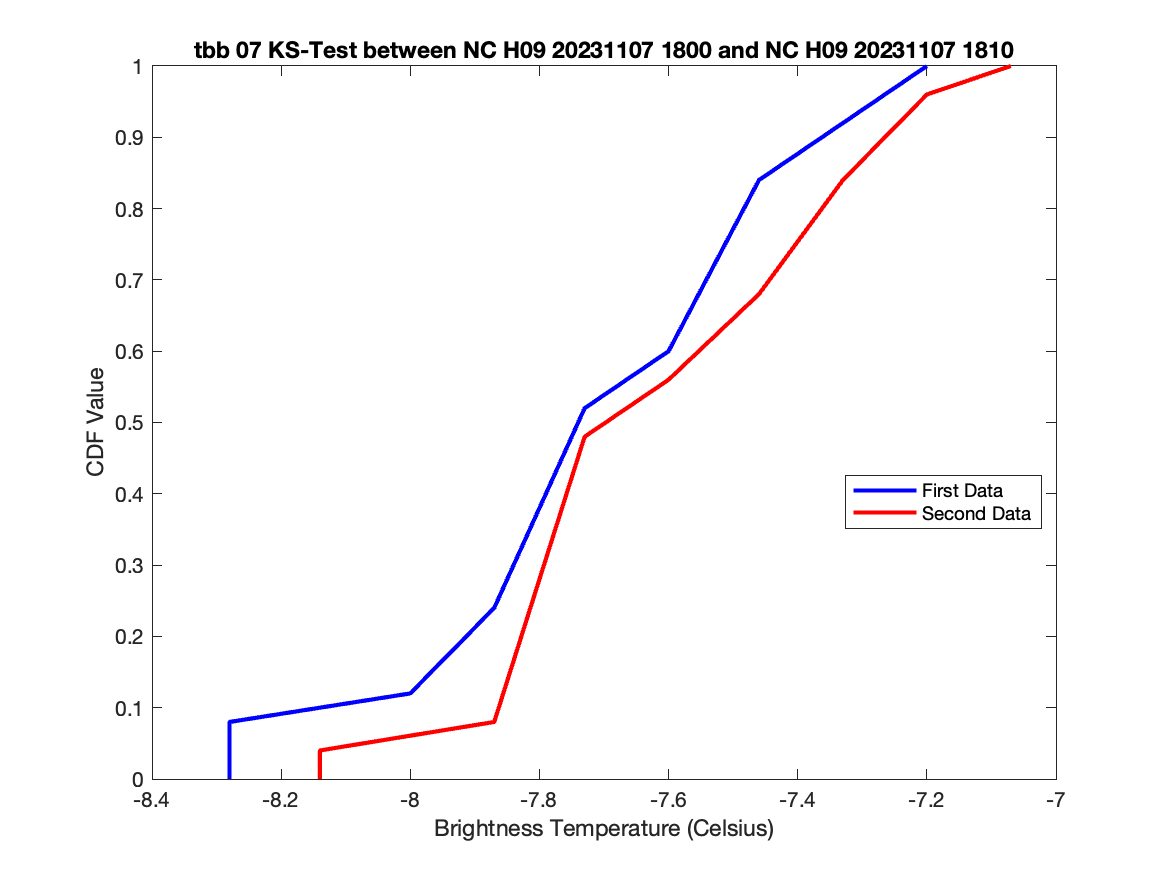 tbb 07 KS-Test between NC H09 20231107 1800 and NC H09 20231107 1810
1
0.9
0.8
0.7
0.6
0.5
0.4
0.3
0.2
0.1
0
CDF Value
First Data
Second Data
-8.4 -8.2 -8 -7.8 -7.6 -7.4 -7.2 -7
Brightness Temperature (Celsius)